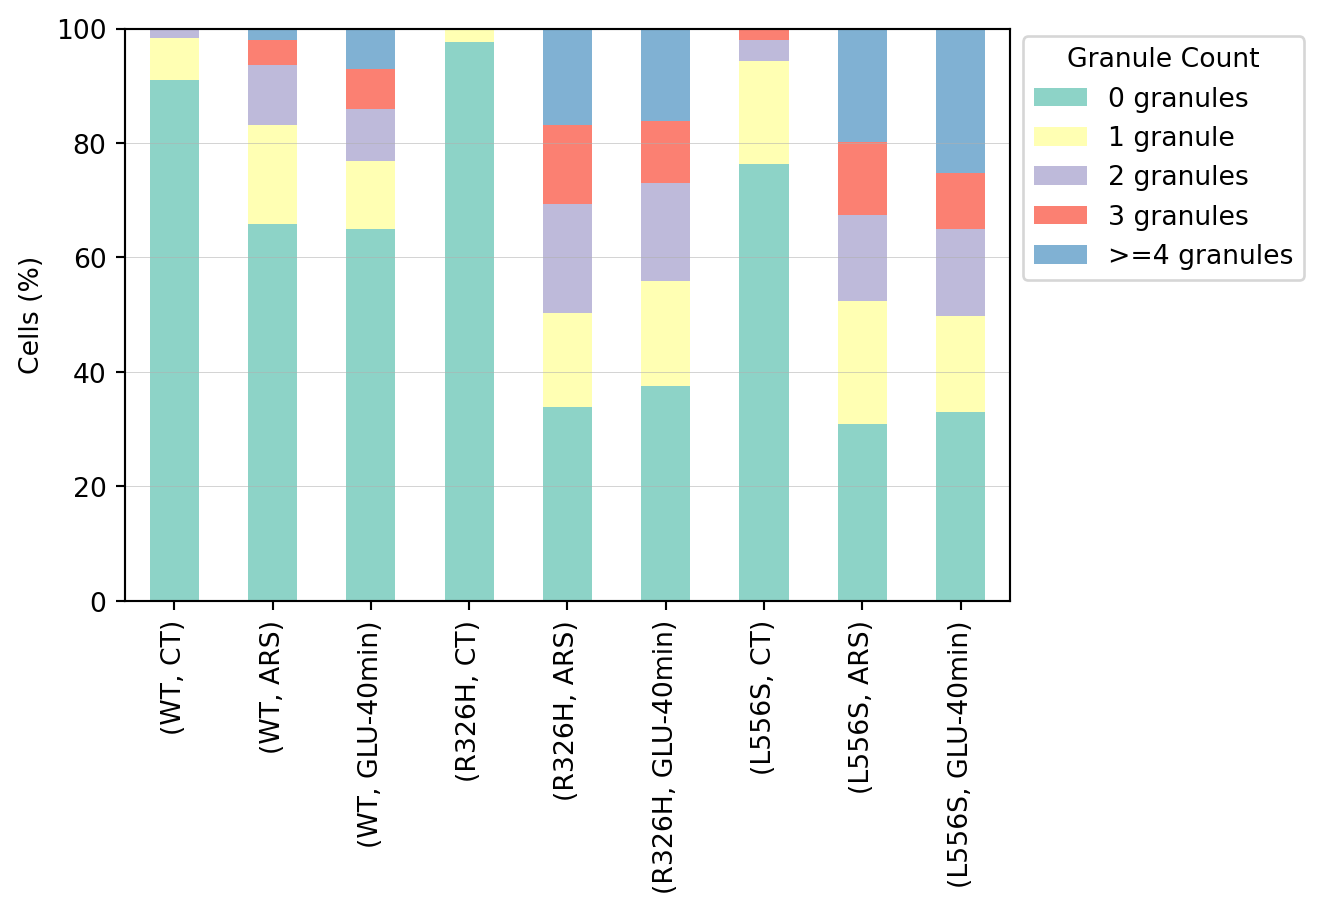 100
80
60
40
20
0
Cells (%)
(WT, CT)
(WT, ARS)
(WT, GLU-40min)
(R326H, CT)
(R326H, ARS)
(R326H, GLU-40min)
(L556S, CT)
(L556S, ARS)
(L556S, GLU-40min)
Granule Count
0 granules
1 granule
2 granules
3 granules
>=4 granules